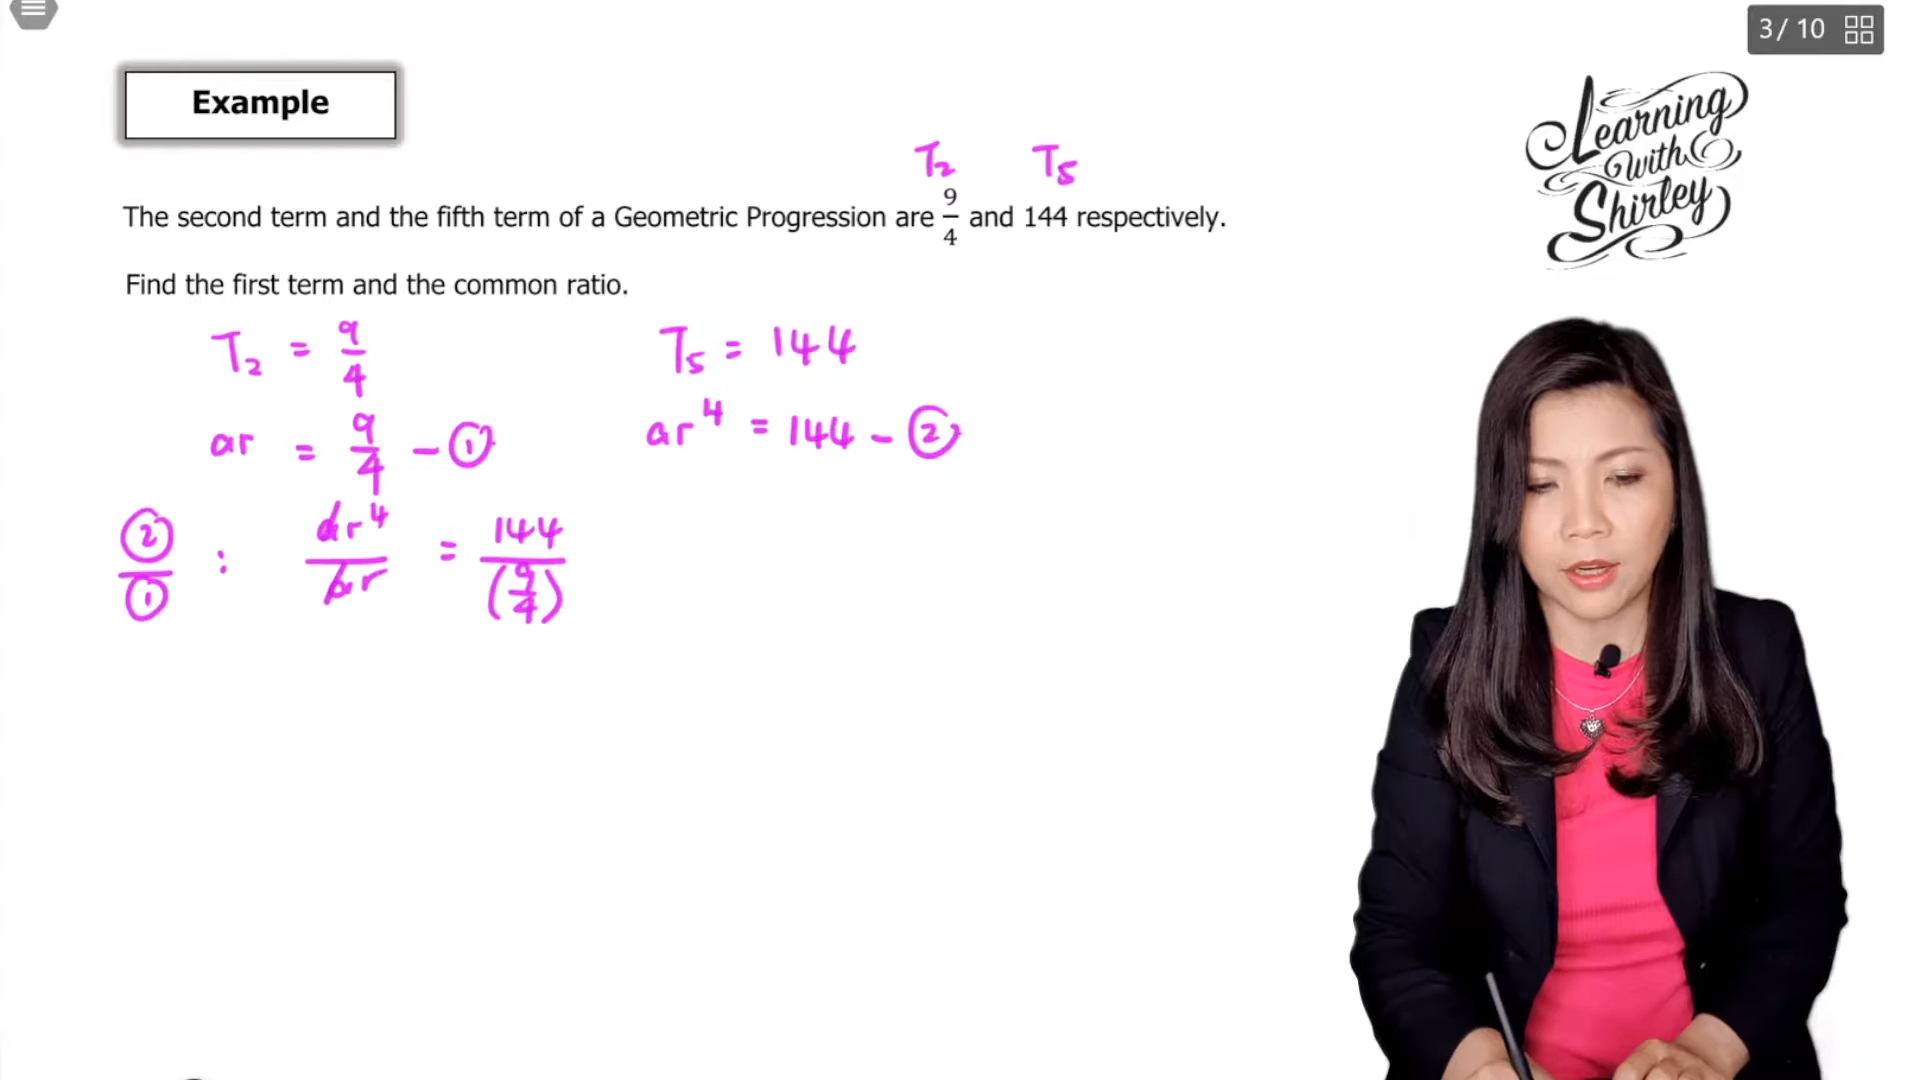 3/ 10
Example
Learning
with
Shirley
T₂ T₅
The second term and the fifth term of a Geometric Progression are 9/4 and 144 respectively.
Find the first term and the common ratio.
T₂ = 9/4 T₅ = 144
ar = 9/4 – ① ar⁴ = 144 – ②
②/① : ar⁴/ar = 144/(9/4)